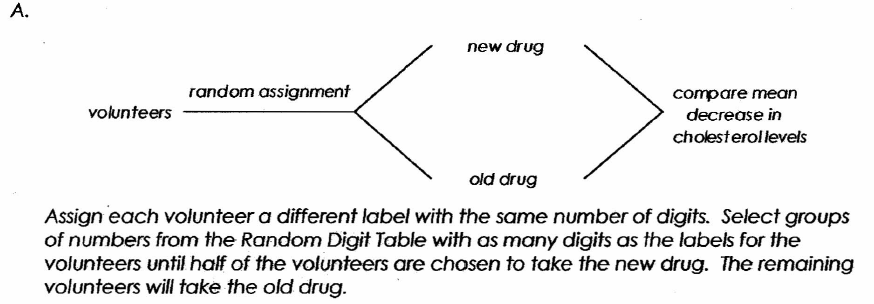 A.
new drug
random assignment
volunteers
compare mean
decrease in
cholesterol levels
old drug
Assign each volunteer a different label with the same number of digits. Select groups
of numbers from the Random Digit Table with as many digits as the labels for the
volunteers until half of the volunteers are chosen to take the new drug. The remaining
volunteers will take the old drug.